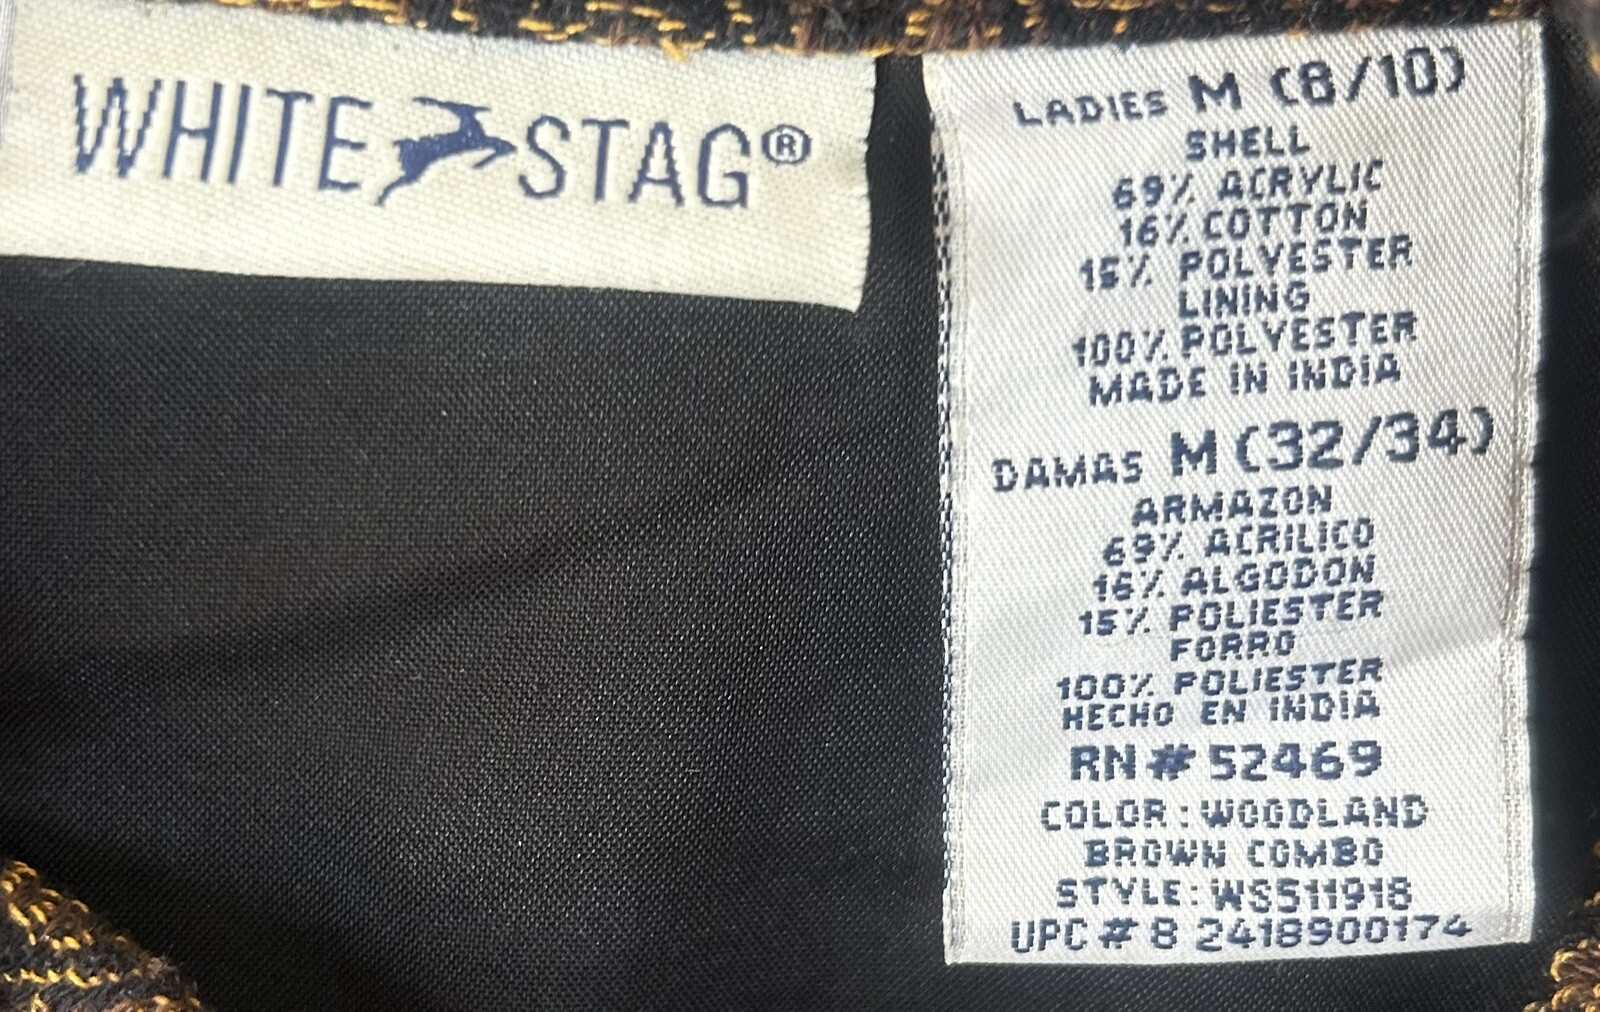 WHITE STAG®
LADIES M (8/10)
SHELL
69% ACRYLIC
16% COTTON
15% POLYESTER
LINING
100% POLYESTER
MADE IN INDIA
DAMAS M (32/34)
ARMAZON
69% ACRILICO
16% ALGODON
15% POLIESTER
FORRO
100% POLIESTER
HECHO EN INDIA
RN # 52469
COLOR: WOODLAND
BROWN COMBO
STYLE: WS511918
UPC # 8 2418900174